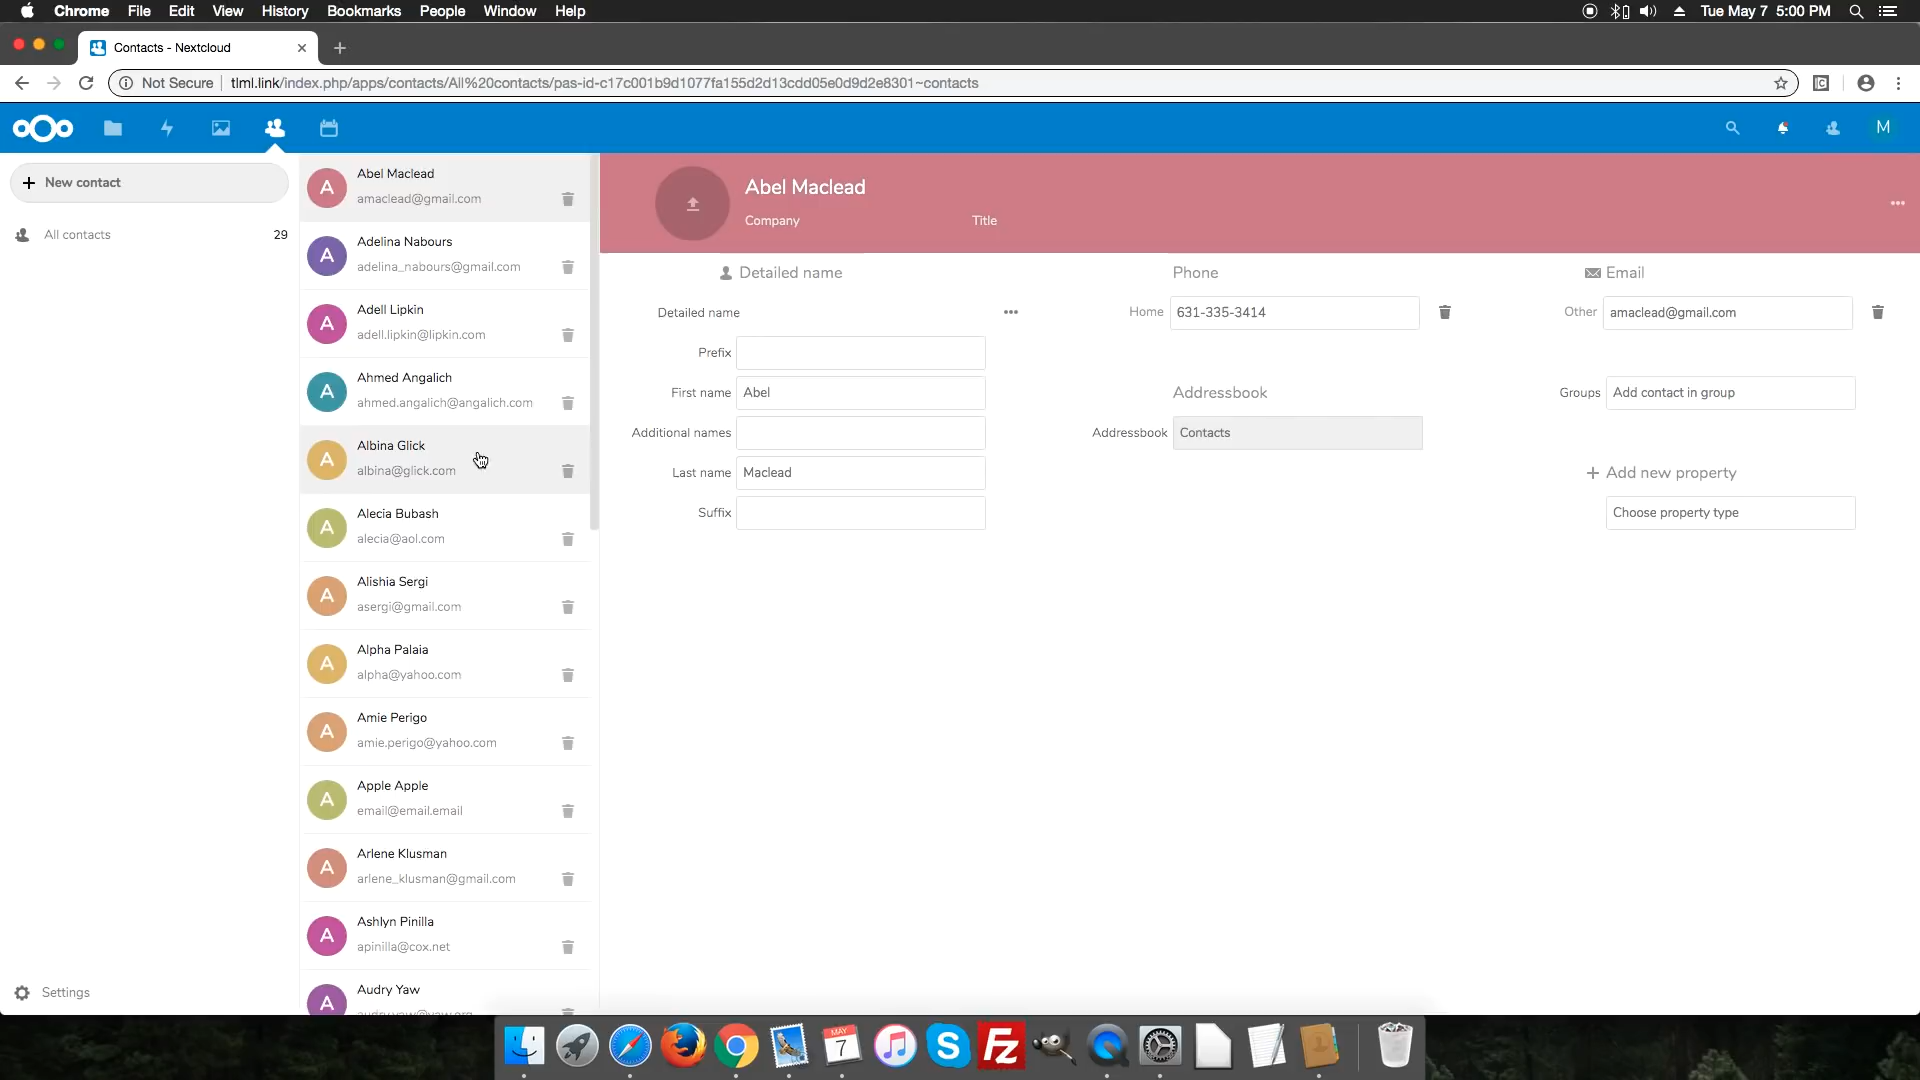 Chrome File Edit View History Bookmarks People Window Help Tue May 7 5:00 PM
Contacts - Nextcloud
Not Secure tlml.link/index.php/apps/contacts/All%20contacts/pas-id-c17c001b9d1077fa155d2d13cdd05e0d9d2e8301~contacts
M
+ New contact
All contacts 29
Settings
A Abel Maclead
amaclead@gmail.com
A Adelina Nabours
adelina_nabours@gmail.com
A Adell Lipkin
adell.lipkin@lipkin.com
A Ahmed Angalich
ahmed.angalich@angalich.com
A Albina Glick
albina@glick.com
A Alecia Bubash
alecia@aol.com
A Alishia Sergi
asergi@gmail.com
A Alpha Palaia
alpha@yahoo.com
A Amie Perigo
amie.perigo@yahoo.com
A Apple Apple
email@email.email
A Arlene Klusman
arlene_klusman@gmail.com
A Ashlyn Pinilla
apinilla@cox.net
A Audry Yaw
Abel Maclead
Company Title
Detailed name
Detailed name
Prefix
First name Abel
Additional names
Last name Maclead
Suffix
Phone
Home 631-335-3414
Addressbook
Addressbook Contacts
Email
Other amaclead@gmail.com
Groups Add contact in group
+ Add new property
Choose property type
MAY
7
S
FZ